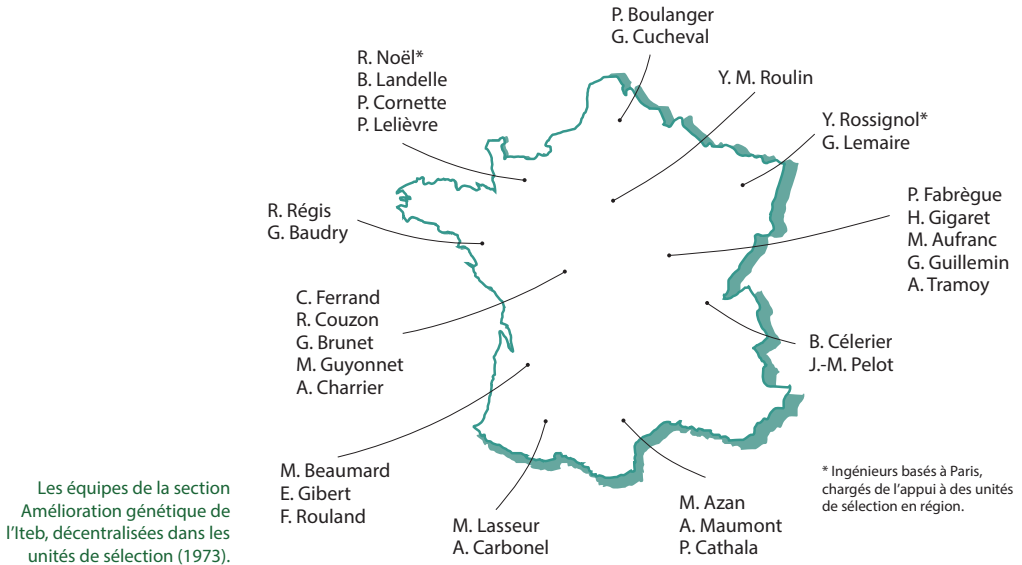 P. Boulanger
G. Cucheval
R. Noël*
B. Landelle
P. Cornette
P. Lelièvre
Y. M. Roulin
Y. Rossignol*
G. Lemaire
P. Fabrègue
H. Gigaret
M. Aufranc
G. Guillemin
A. Tramoy
R. Régis
G. Baudry
C. Ferrand
R. Couzon
G. Brunet
M. Guyonnet
A. Charrier
B. Célerier
J.-M. Pelot
M. Beaumard
E. Gibert
F. Rouland
M. Lasseur
A. Carbonel
M. Azan
A. Maumont
P. Cathala
* Ingénieurs basés à Paris,
chargés de l'appui à des unités
de sélection en région.
Les équipes de la section
Amélioration génétique de
l'Iteb, décentralisées dans les
unités de sélection (1973).